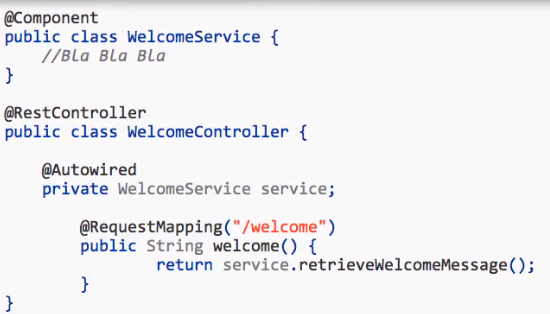 @Component
public class WelcomeService {
    //Bla Bla Bla
}

@RestController
public class WelcomeController {

    @Autowired
    private WelcomeService service;

        @RequestMapping("/welcome")
        public String welcome() {
                return service.retrieveWelcomeMessage();
        }
}